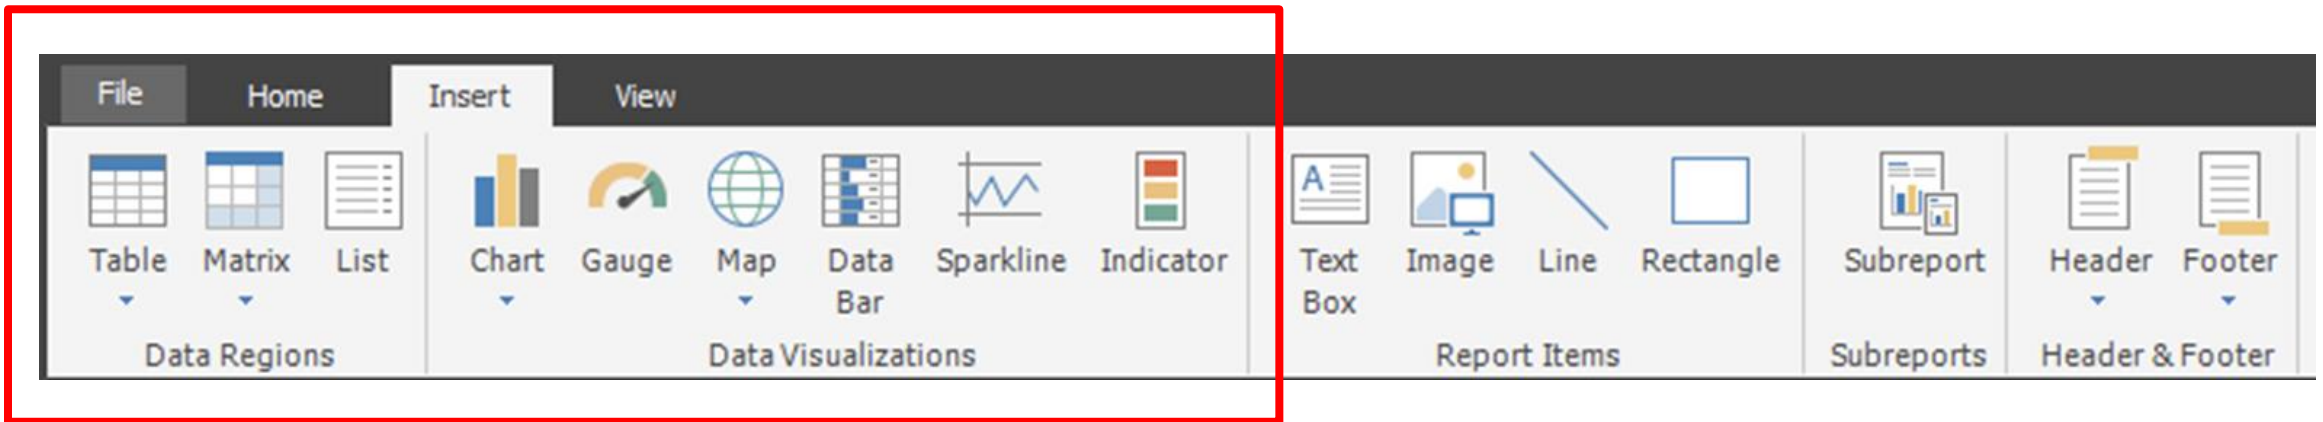 File Home Insert View
Table Matrix List Chart Gauge Map Data Sparkline Indicator Text Image Line Rectangle Subreport Header Footer
Bar Box
Data Regions Data Visualizations Report Items Subreports Header & Footer